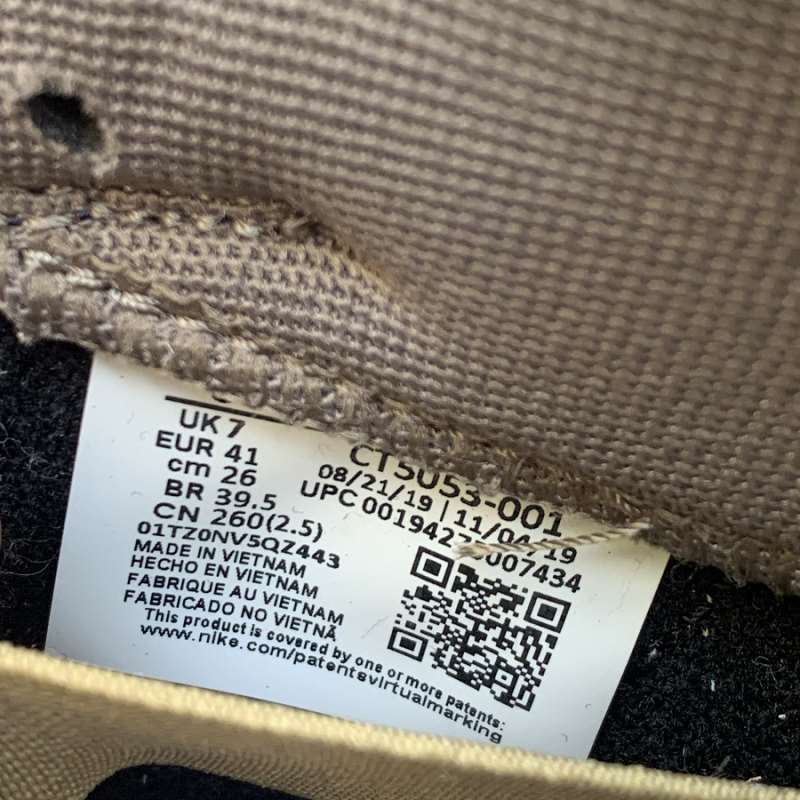 UK 7
EUR 41
cm 26
BR 39.5
CN 260(2.5)
01TZ0NV5QZ443
MADE IN VIETNAM
HECHO EN VIETNAM
FABRIQUE AU VIETNAM
FABRICADO NO VIETNÃ
This product is covered by one or more patents:
www.nike.com/patentsvirtualmarking
CT5053-001
08/21/19 | 11/04/19
UPC